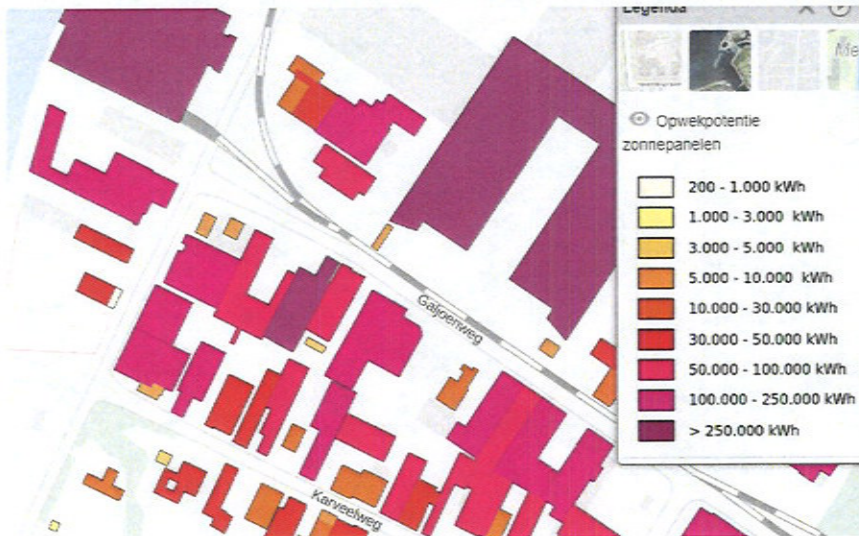 Legenda
Me
Opwekpotentie
zonnepanelen
200 - 1.000 kWh
1.000 - 3.000 kWh
3.000 - 5.000 kWh
5.000 - 10.000 kWh
10.000 - 30.000 kWh
30.000 - 50.000 kWh
50.000 - 100.000 kWh
100.000 - 250.000 kWh
> 250.000 kWh
Galjoenweg
Karveelweg